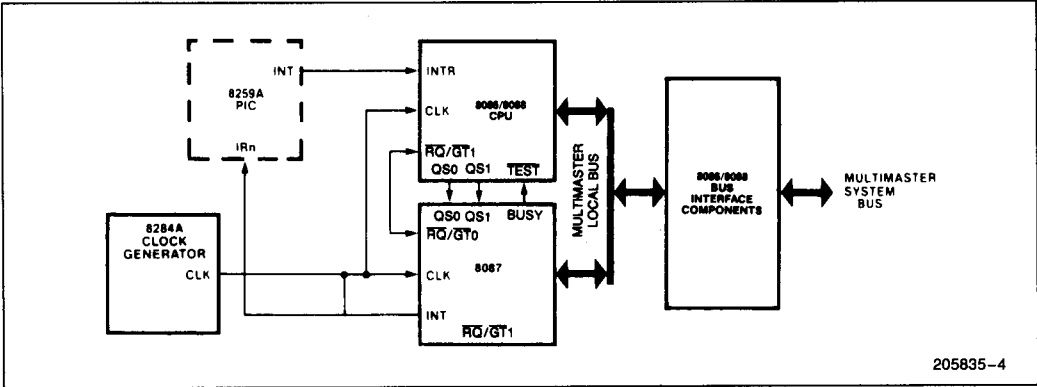 INT
8259A
PIC
IRn
INTR
CLK
8086/8088
CPU
RQ/GT1
QS0 QS1 TEST
QS0 QS1 BUSY
RQ/GT0
CLK
8087
INT
RQ/GT1
8284A
CLOCK
GENERATOR
CLK
MULTIMASTER
LOCAL BUS
8086/8088
BUS
INTERFACE
COMPONENTS
MULTIMASTER
SYSTEM
BUS
205835-4